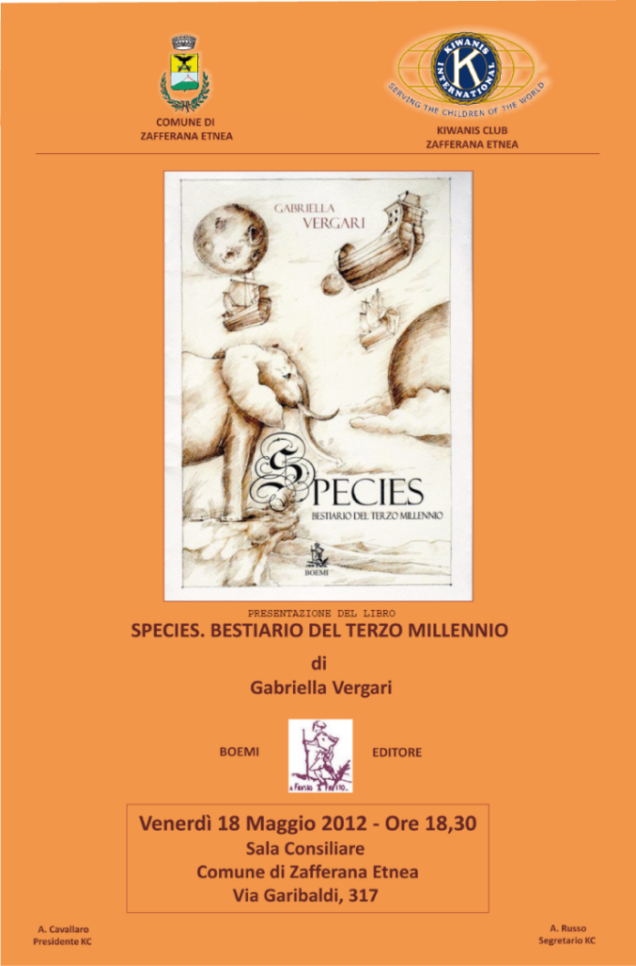 COMUNE DI
ZAFFERANA ETNEA
KIWANIS
INTERNATIONAL
K
SERVING THE CHILDREN OF THE WORLD
KIWANIS CLUB
ZAFFERANA ETNEA
GABRIELLA
VERGARI
SPECIES
BESTIARIO DEL TERZO MILLENNIO
BOEMI
PRESENTAZIONE DEL LIBRO
SPECIES. BESTIARIO DEL TERZO MILLENNIO
di
Gabriella Vergari
BOEMI
EDITORE
Venerdì 18 Maggio 2012 - Ore 18,30
Sala Consiliare
Comune di Zafferana Etnea
Via Garibaldi, 317
A. Cavallaro
Presidente KC
A. Russo
Segretario KC